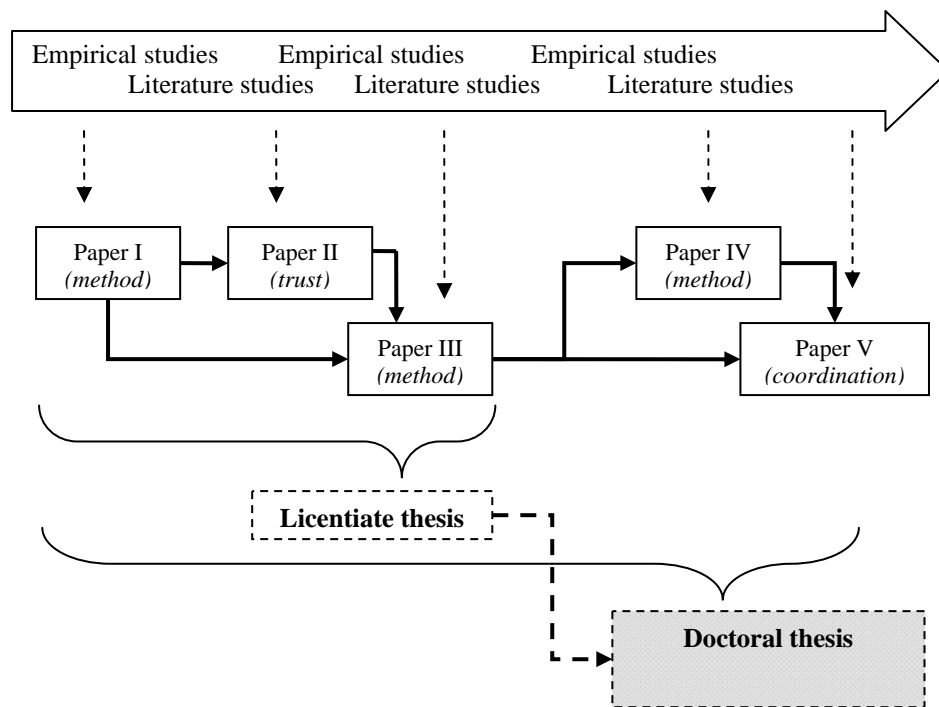 Empirical studies Empirical studies Empirical studies
Literature studies Literature studies Literature studies
Paper I
(method)
Paper II
(trust)
Paper IV
(method)
Paper III
(method)
Paper V
(coordination)
Licentiate thesis
Doctoral thesis